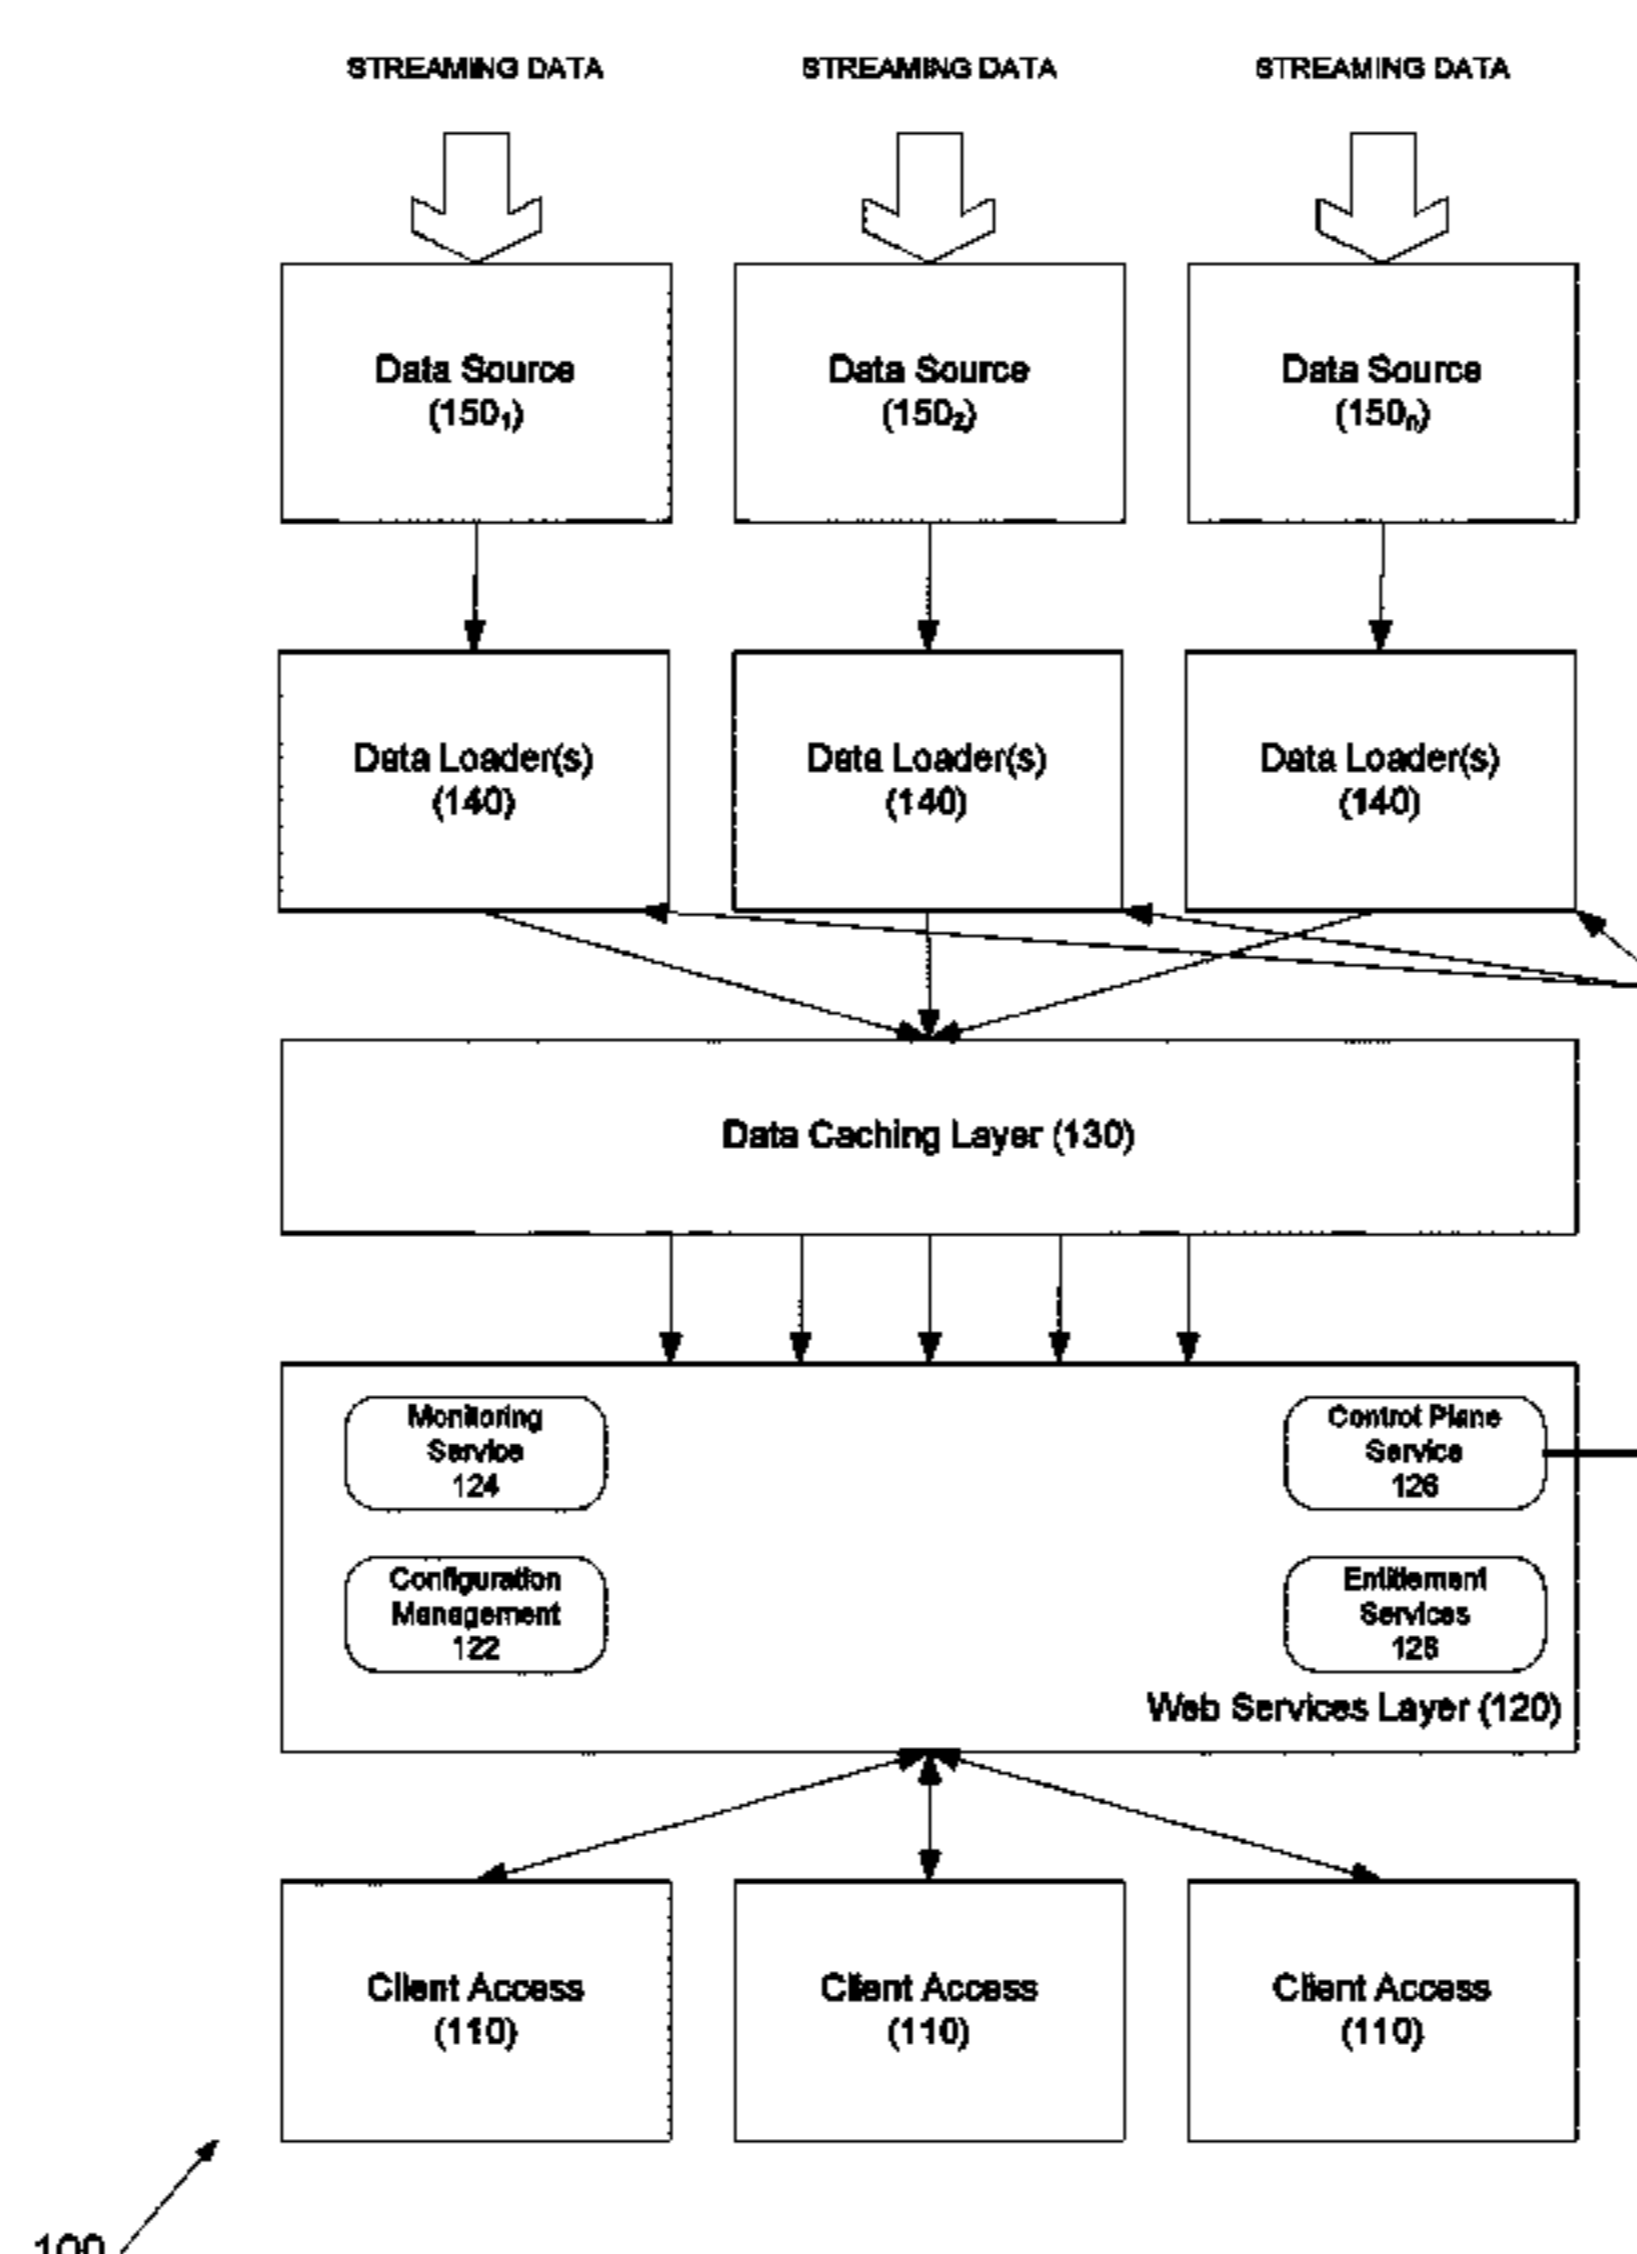 STREAMING DATA STREAMING DATA STREAMING DATA
Data Source Data Source Data Source
(150₁) (150₂) (150ₙ)
Data Loader(s) Data Loader(s) Data Loader(s)
(140) (140) (140)
Data Caching Layer (130)
Monitoring
Service
124
Control Plane
Service
126
Configuration
Management
122
Entitlement
Services
128
Web Services Layer (120)
Client Access Client Access Client Access
(110) (110) (110)
100